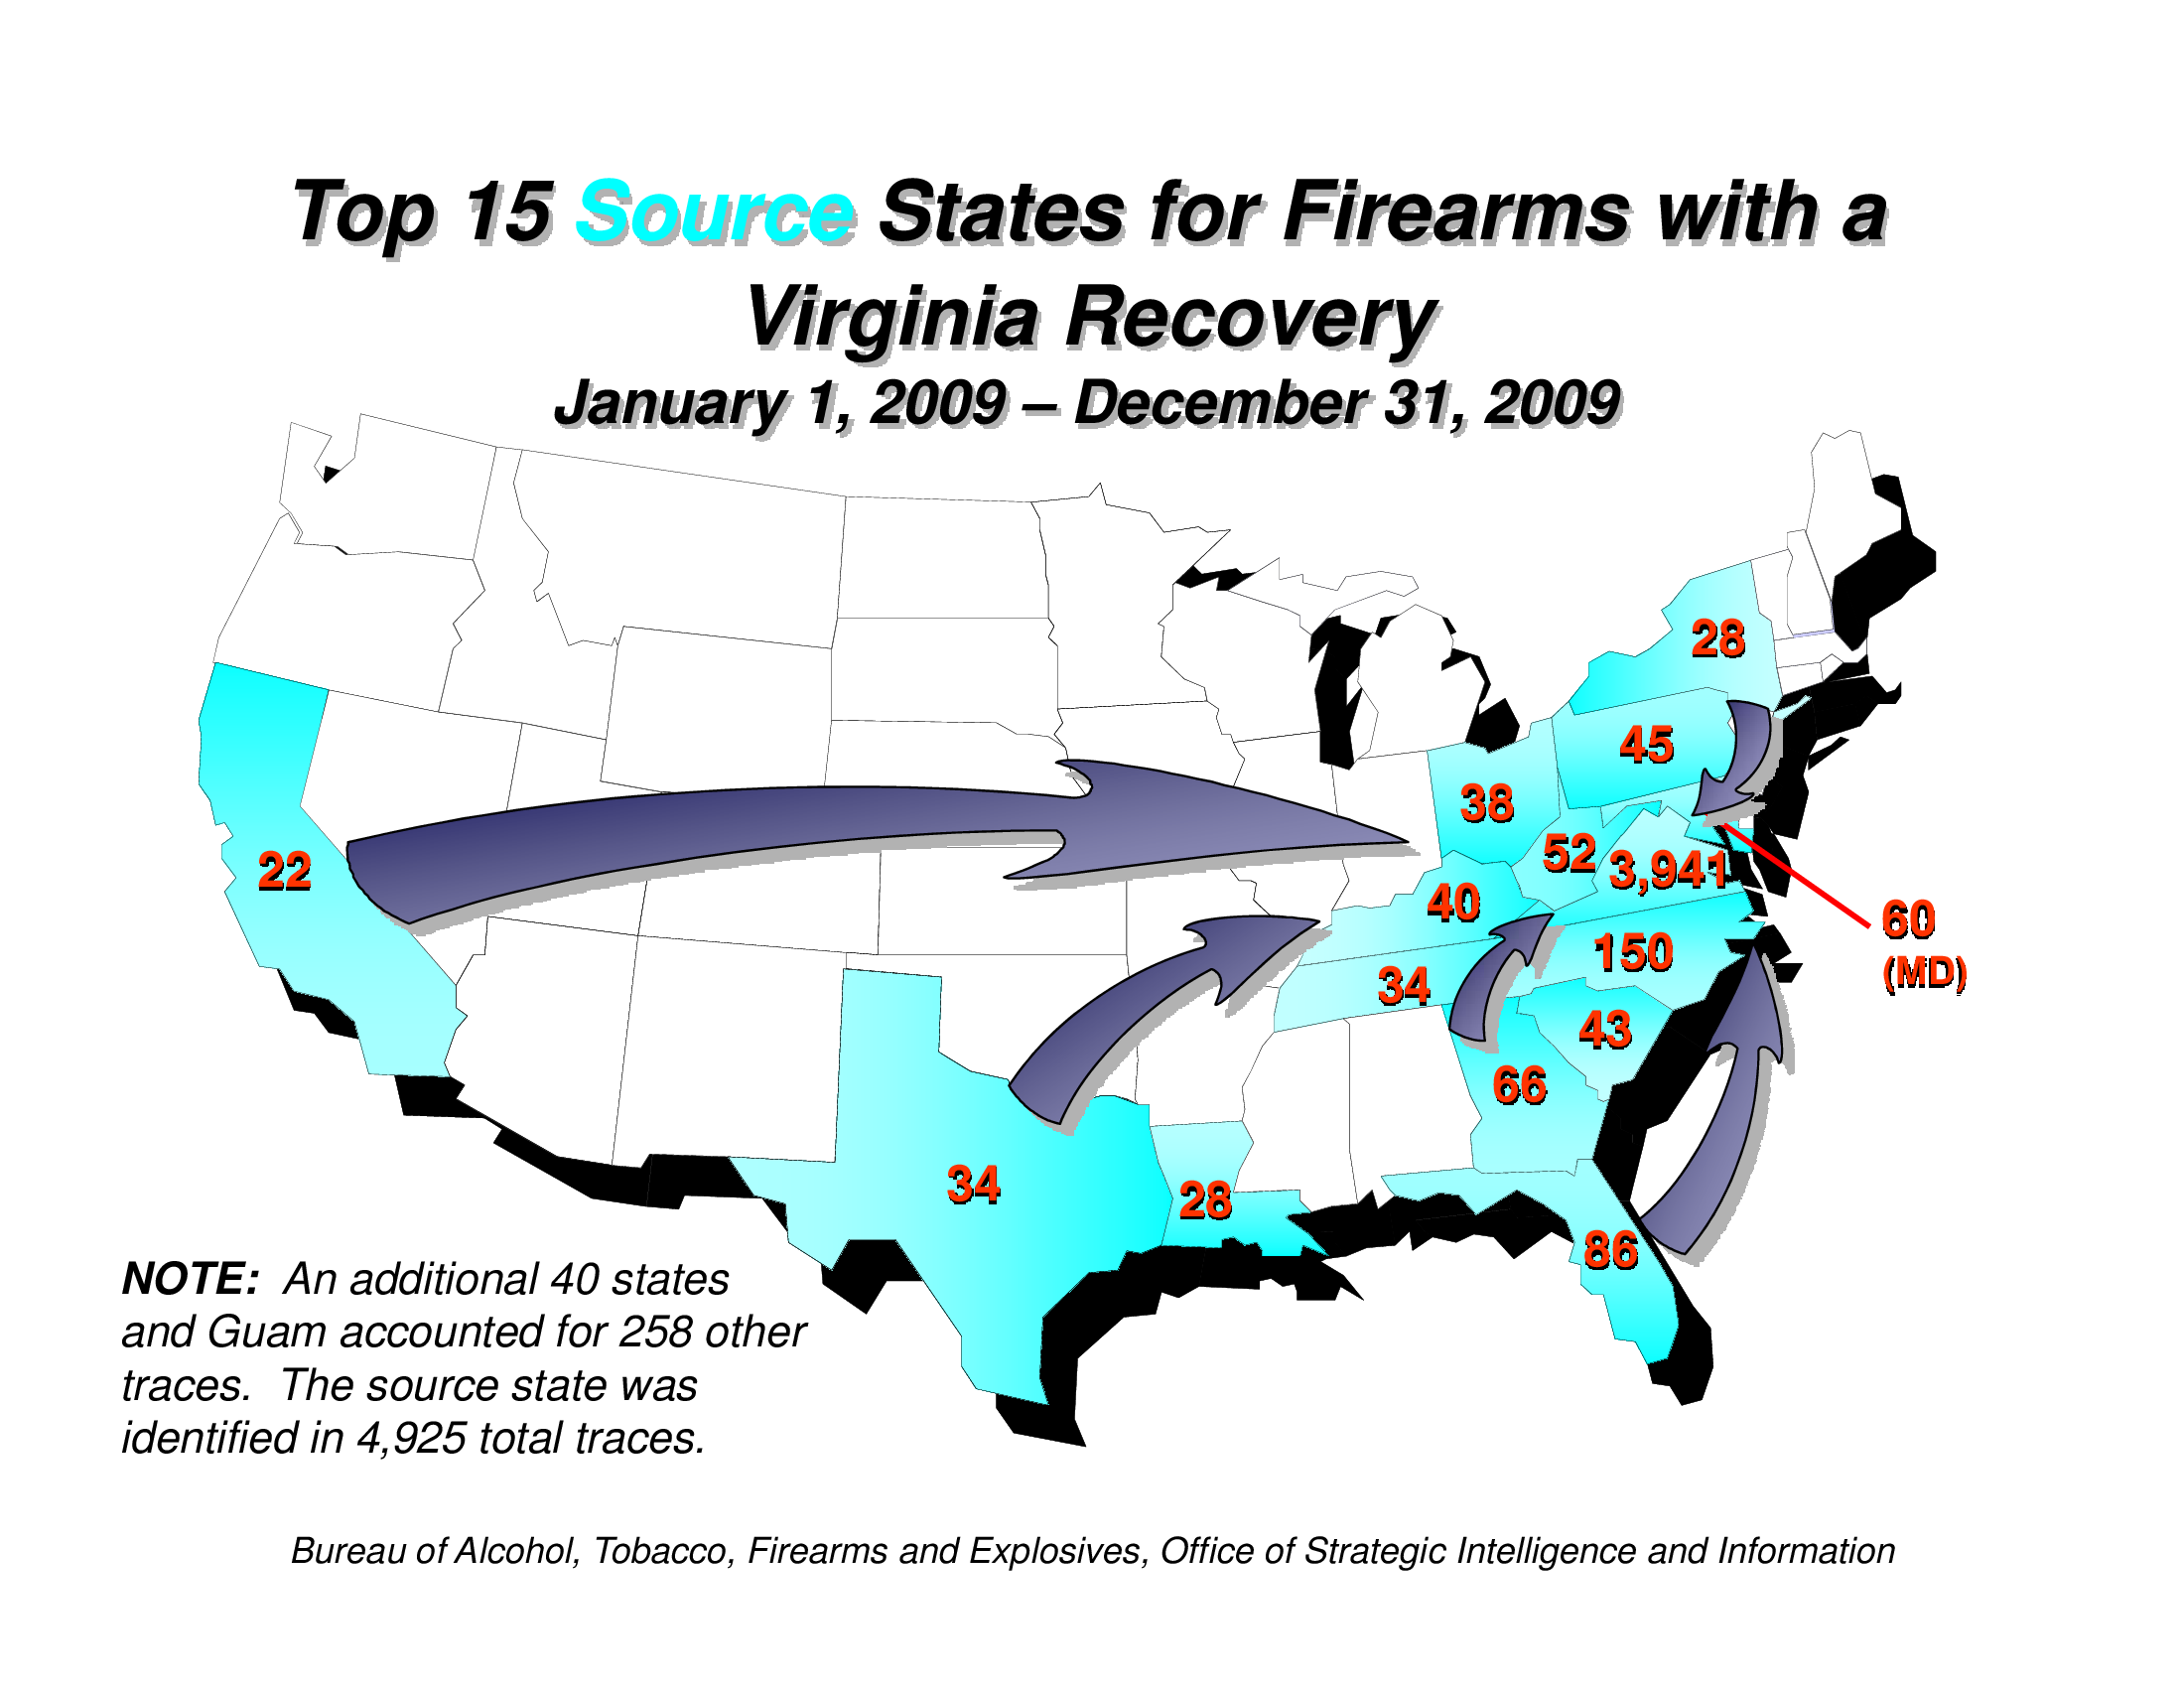 Top 15 Source States for Firearms with a
Virginia Recovery
January 1, 2009 – December 31, 2009
28
45
38
52
3,941
22
40
60
(MD)
150
34
43
66
34
28
86
NOTE:  An additional 40 states
and Guam accounted for 258 other
traces.  The source state was
identified in 4,925 total traces.
Bureau of Alcohol, Tobacco, Firearms and Explosives, Office of Strategic Intelligence and Information